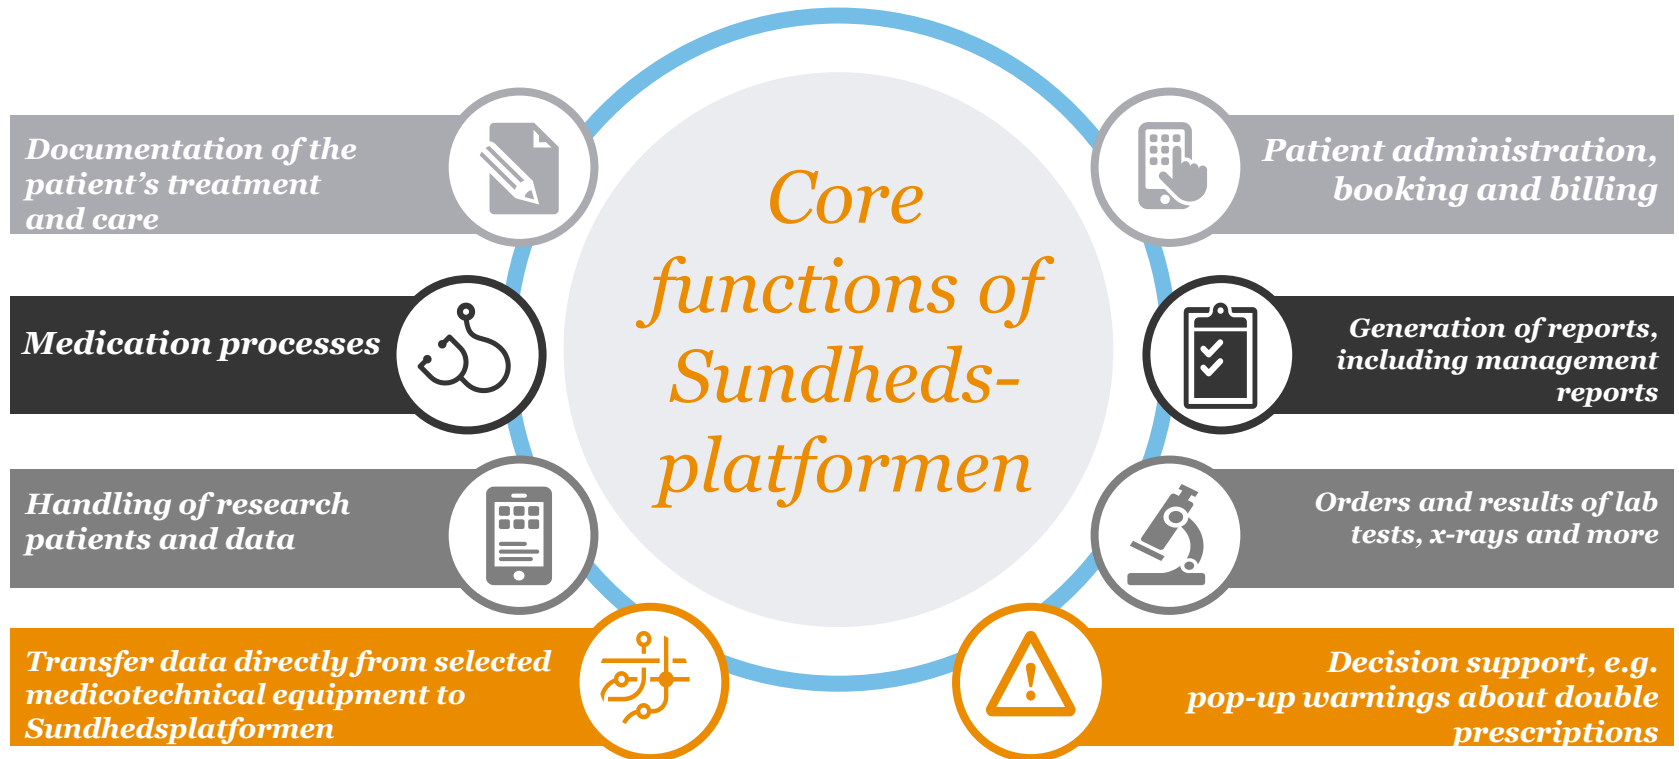 Core
functions of
Sundheds-
platformen
Documentation of the
patient's treatment
and care
Medication processes
Handling of research
patients and data
Transfer data directly from selected
medicotechnical equipment to
Sundhedsplatformen
Patient administration,
booking and billing
Generation of reports,
including management
reports
Orders and results of lab
tests, x-rays and more
Decision support, e.g.
pop-up warnings about double
prescriptions